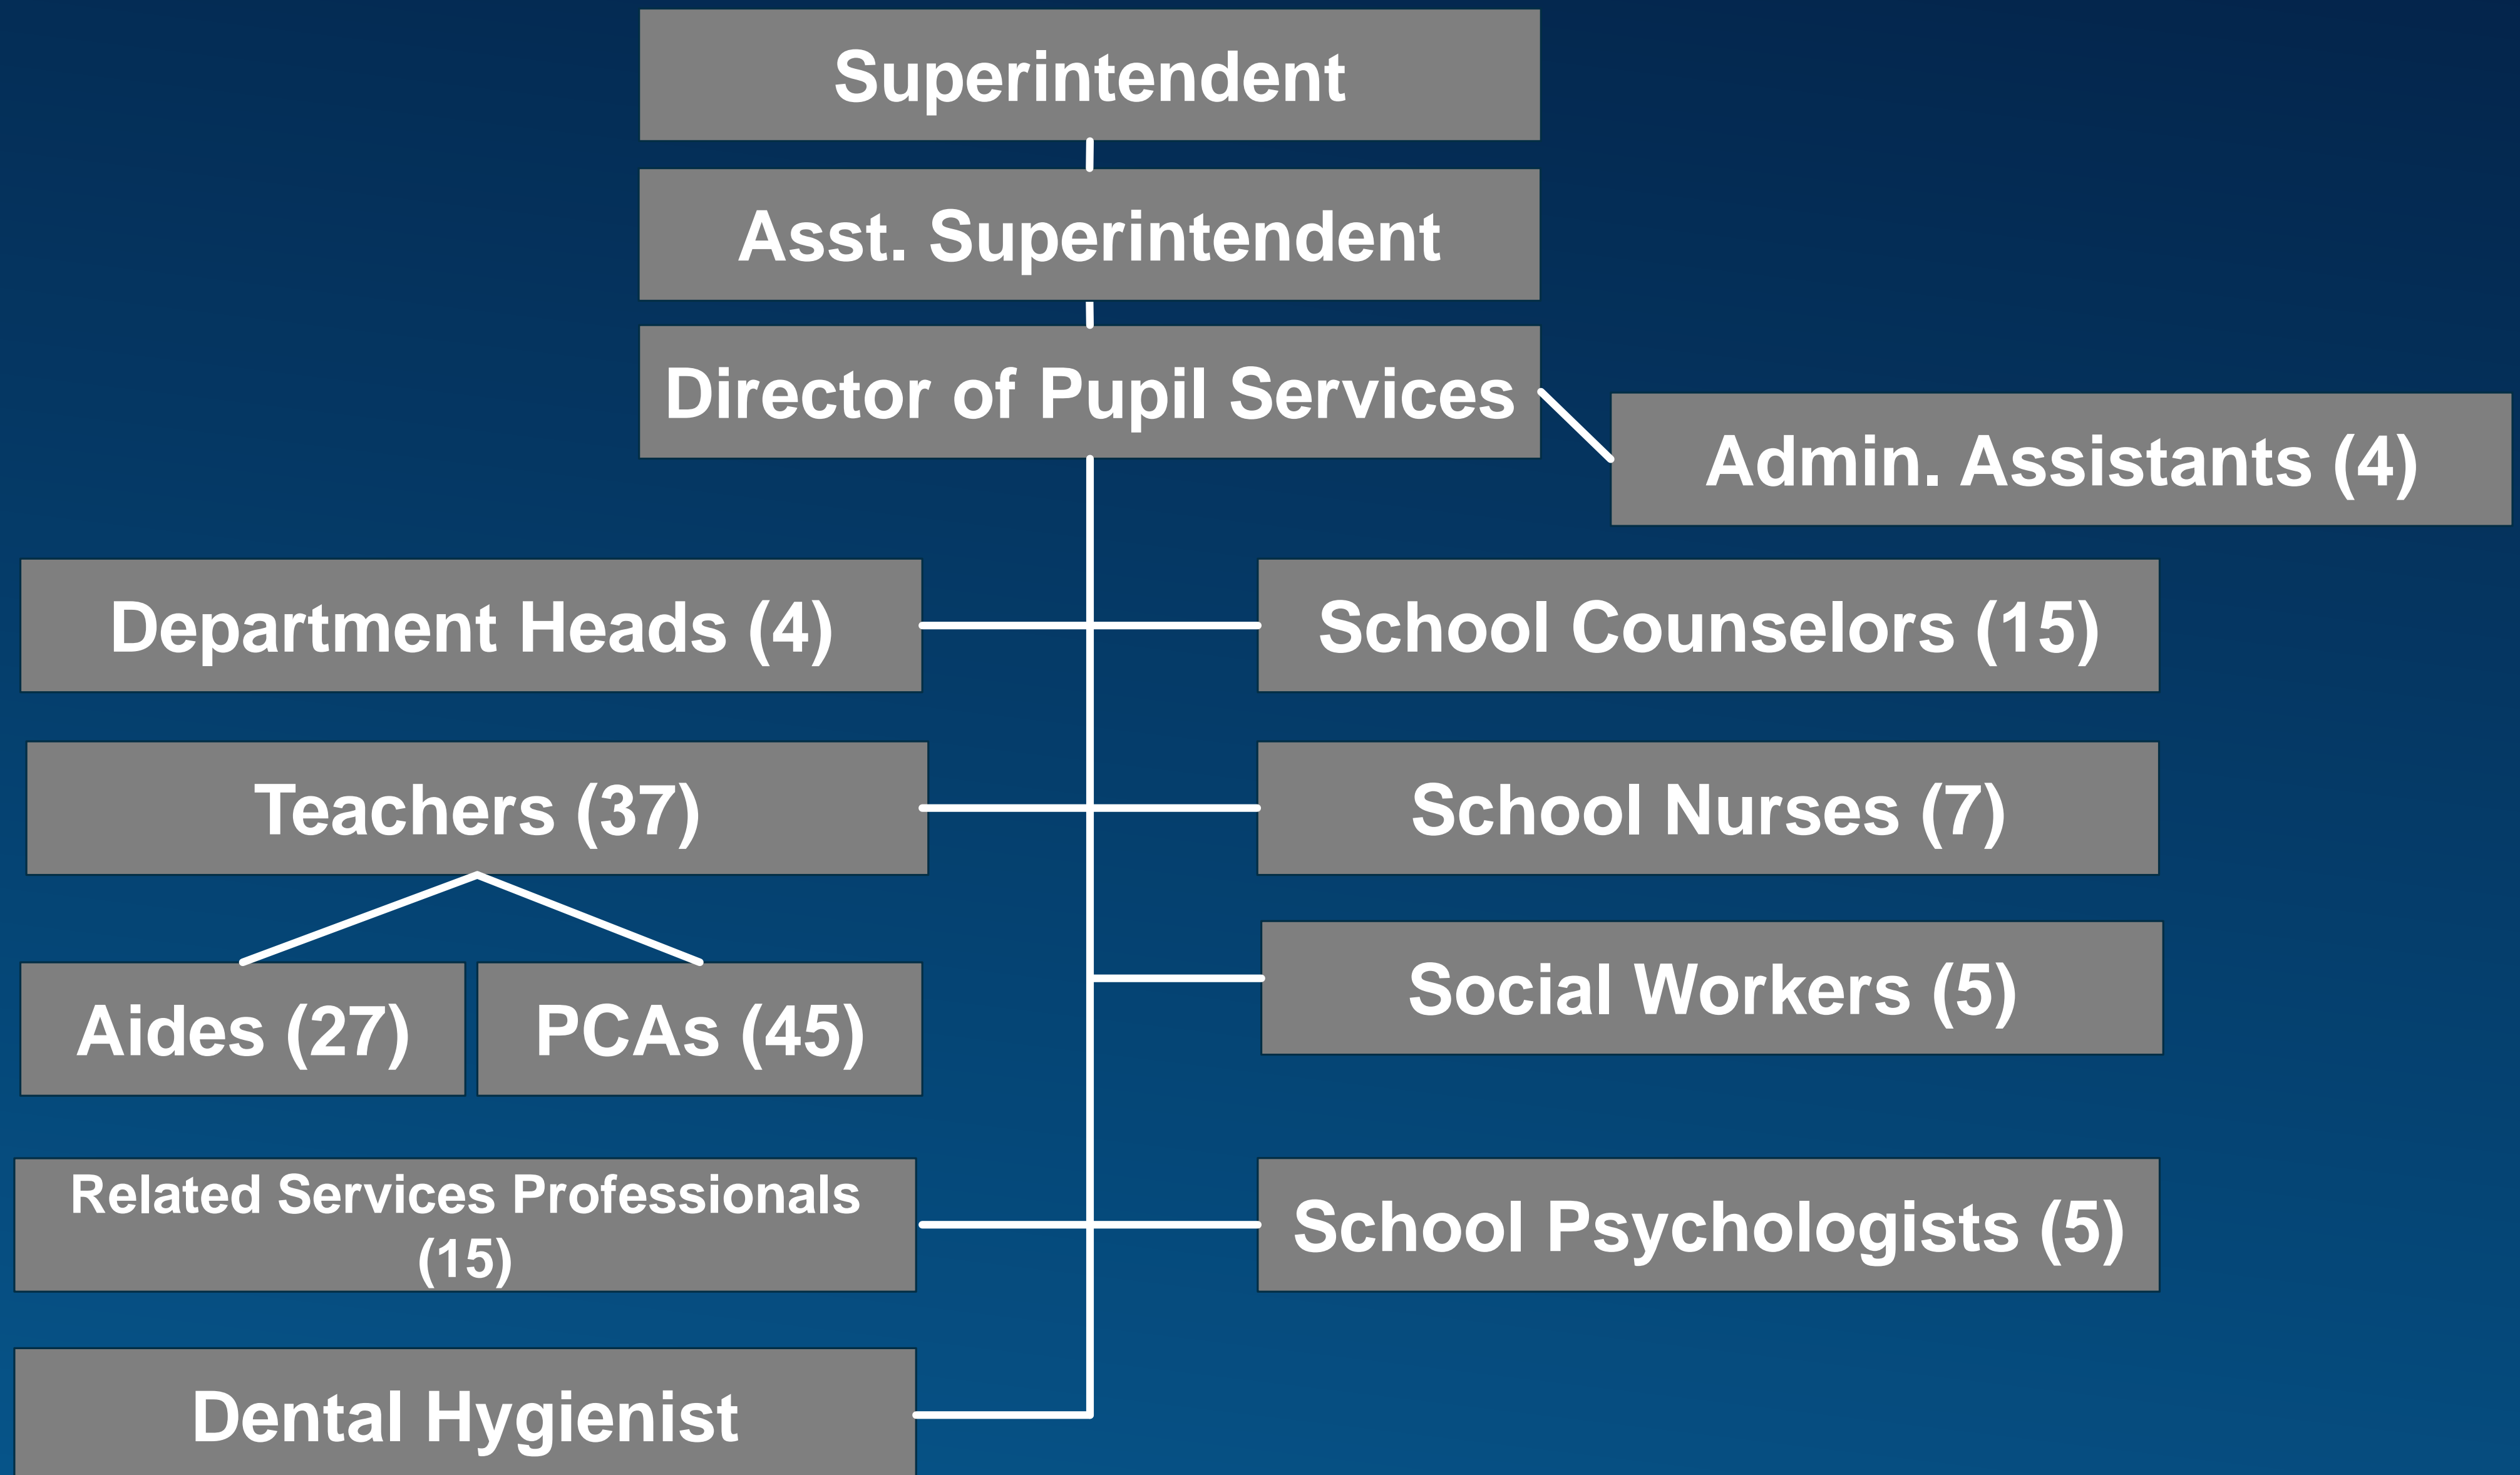 Superintendent
Asst. Superintendent
Director of Pupil Services
Admin. Assistants (4)
Department Heads (4)
School Counselors (15)
Teachers (37)
School Nurses (7)
Social Workers (5)
Aides (27)
PCAs (45)
Related Services Professionals
(15)
School Psychologists (5)
Dental Hygienist